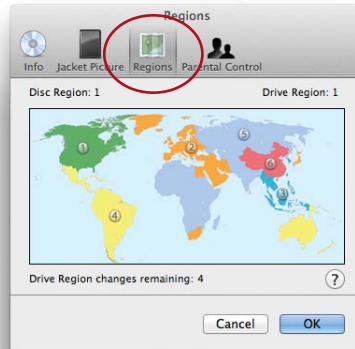 Regions
Info Jacket Picture Regions Parental Control
Disc Region: 1 Drive Region: 1
1
2
5
6
3
4
Drive Region changes remaining: 4 ?
Cancel OK